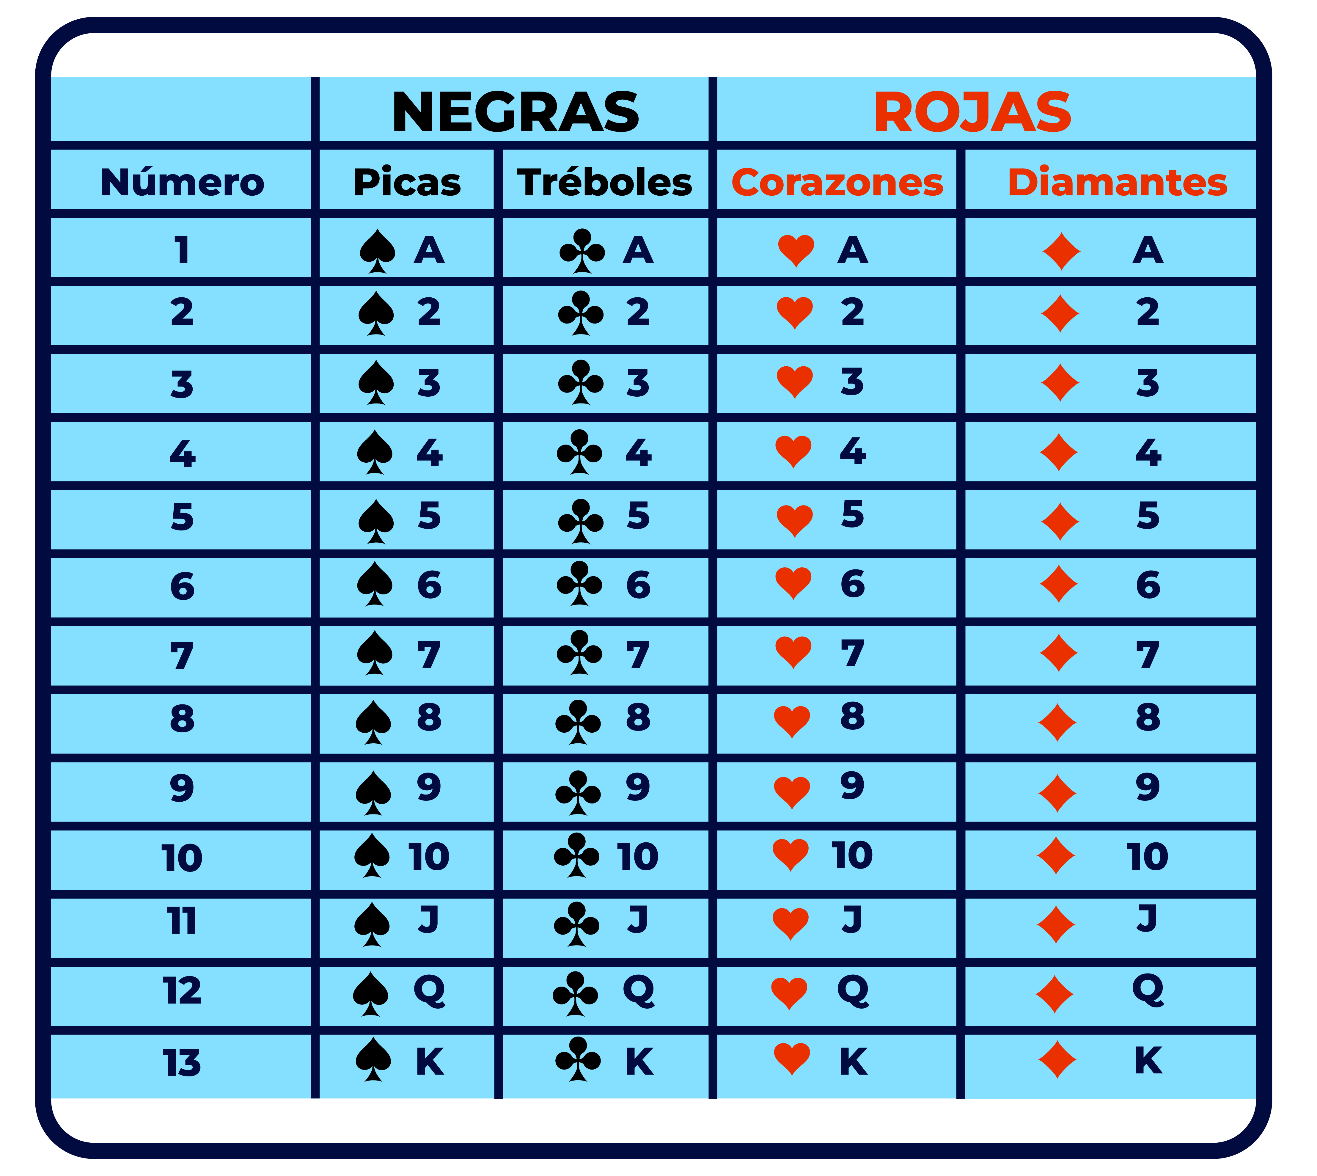 NEGRAS ROJAS
Número Picas Tréboles Corazones Diamantes
1 ♠ A ♣ A ♥ A ♦ A
2 ♠ 2 ♣ 2 ♥ 2 ♦ 2
3 ♠ 3 ♣ 3 ♥ 3 ♦ 3
4 ♠ 4 ♣ 4 ♥ 4 ♦ 4
5 ♠ 5 ♣ 5 ♥ 5 ♦ 5
6 ♠ 6 ♣ 6 ♥ 6 ♦ 6
7 ♠ 7 ♣ 7 ♥ 7 ♦ 7
8 ♠ 8 ♣ 8 ♥ 8 ♦ 8
9 ♠ 9 ♣ 9 ♥ 9 ♦ 9
10 ♠ 10 ♣ 10 ♥ 10 ♦ 10
11 ♠ J ♣ J ♥ J ♦ J
12 ♠ Q ♣ Q ♥ Q ♦ Q
13 ♠ K ♣ K ♥ K ♦ K